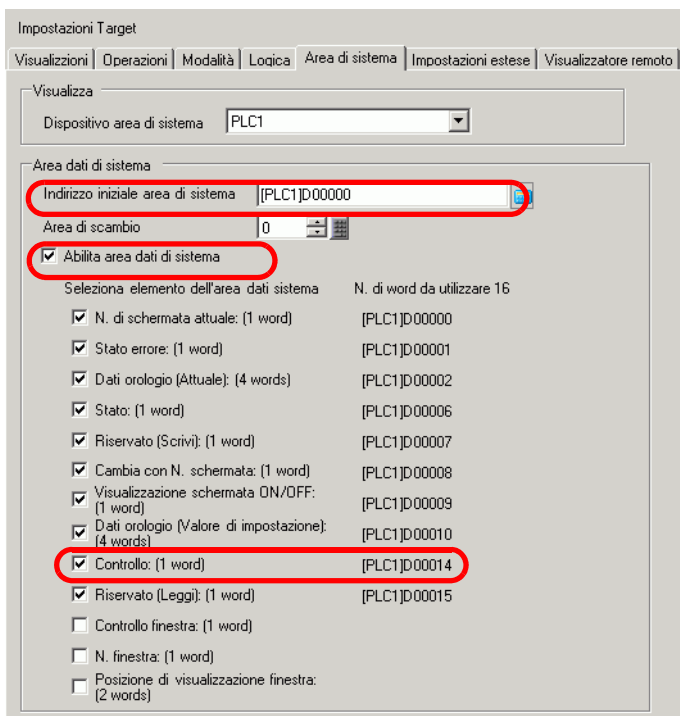 Impostazioni Target
Visualizzioni Operazioni Modalità Logica Area di sistema Impostazioni estese Visualizzatore remoto
Visualizza
Dispositivo area di sistema PLC1
Area dati di sistema
Indirizzo iniziale area di sistema [PLC1]D00000
Area di scambio 0
Abilita area dati di sistema
Seleziona elemento dell'area dati sistema N. di word da utilizzare 16
N. di schermata attuale: (1 word) [PLC1]D00000
Stato errore: (1 word) [PLC1]D00001
Dati orologio (Attuale): (4 words) [PLC1]D00002
Stato: (1 word) [PLC1]D00006
Riservato (Scrivi): (1 word) [PLC1]D00007
Cambia con N. schermata: (1 word) [PLC1]D00008
Visualizzazione schermata ON/OFF:
(1 word) [PLC1]D00009
Dati orologio (Valore di impostazione):
(4 words) [PLC1]D00010
Controllo: (1 word) [PLC1]D00014
Riservato (Leggi): (1 word) [PLC1]D00015
Controllo finestra: (1 word)
N. finestra: (1 word)
Posizione di visualizzazione finestra:
(2 words)